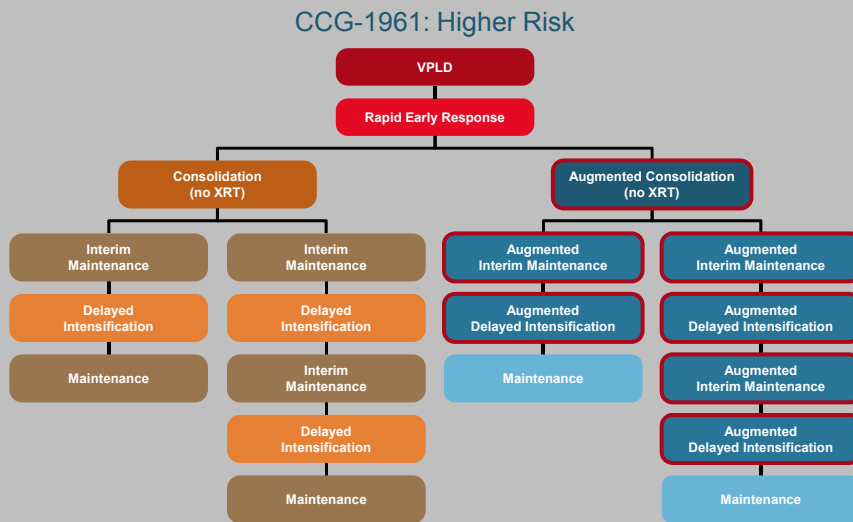 CCG-1961: Higher Risk
VPLD
Rapid Early Response
Consolidation
(no XRT)
Augmented Consolidation
(no XRT)
Interim
Maintenance
Interim
Maintenance
Augmented
Interim Maintenance
Augmented
Interim Maintenance
Delayed
Intensification
Delayed
Intensification
Augmented
Delayed Intensification
Augmented
Delayed Intensification
Maintenance
Interim
Maintenance
Maintenance
Augmented
Interim Maintenance
Delayed
Intensification
Augmented
Delayed Intensification
Maintenance
Maintenance